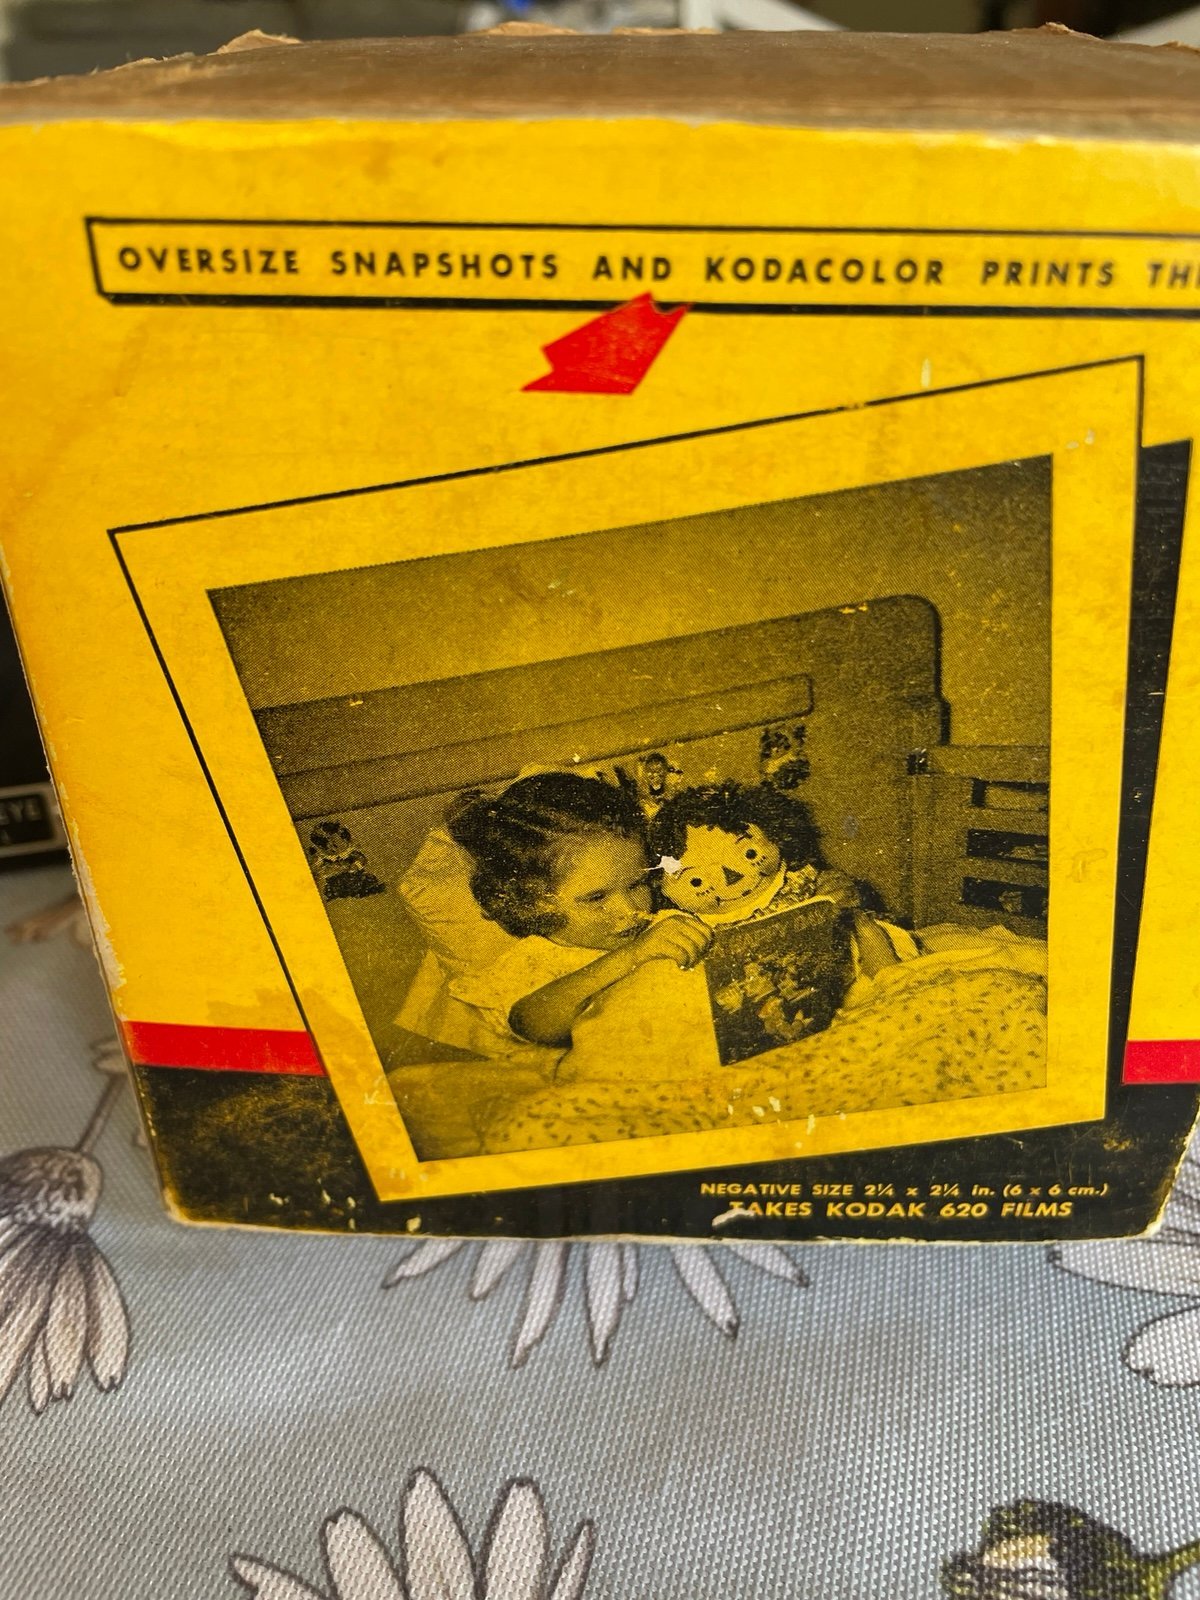 OVERSIZE SNAPSHOTS AND KODACOLOR PRINTS
NEGATIVE SIZE 2¼ x 2¼ in. (6 x 6 cm.)
TAKES KODAK 620 FILMS